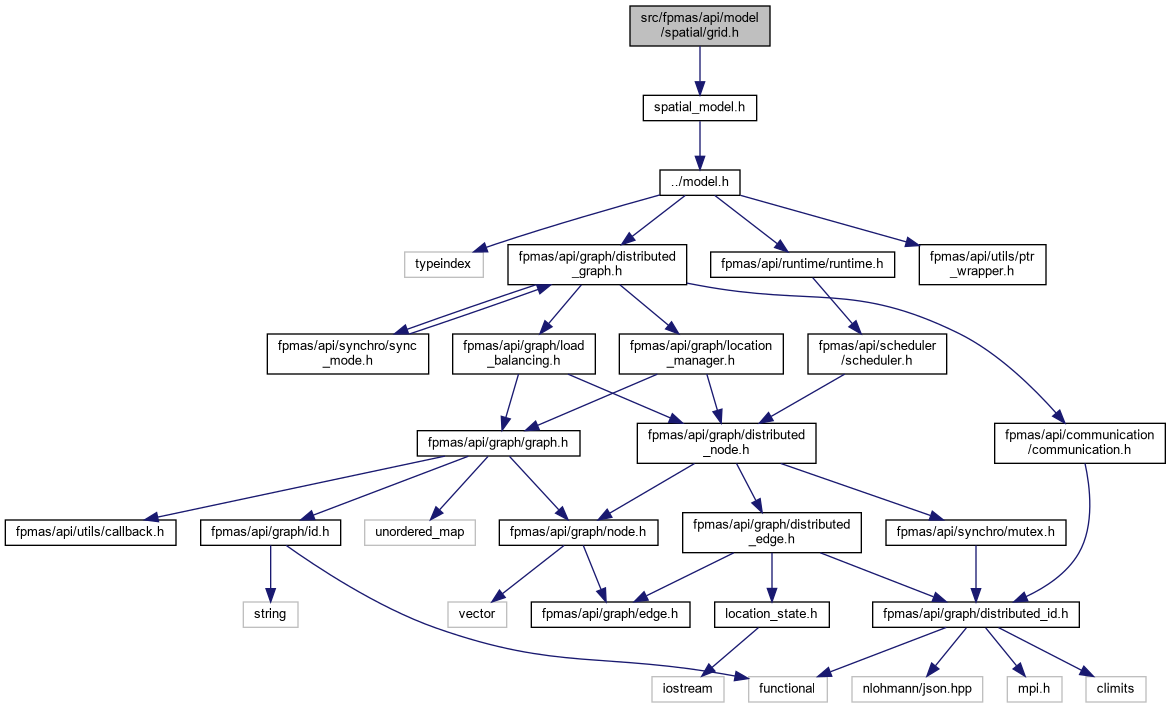 src/fpmas/api/model
/spatial/grid.h
spatial_model.h
../model.h
typeindex
fpmas/api/graph/distributed
_graph.h
fpmas/api/runtime/runtime.h
fpmas/api/utils/ptr
_wrapper.h
fpmas/api/synchro/sync
_mode.h
fpmas/api/graph/load
_balancing.h
fpmas/api/graph/location
_manager.h
fpmas/api/scheduler
/scheduler.h
fpmas/api/graph/graph.h
fpmas/api/graph/distributed
_node.h
fpmas/api/communication
/communication.h
fpmas/api/utils/callback.h
fpmas/api/graph/id.h
unordered_map
fpmas/api/graph/node.h
fpmas/api/graph/distributed
_edge.h
fpmas/api/synchro/mutex.h
string
vector
fpmas/api/graph/edge.h
location_state.h
fpmas/api/graph/distributed_id.h
iostream
functional
nlohmann/json.hpp
mpi.h
climits